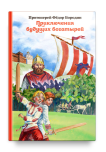 Протоиерей Фёдор Бородин
Приключения
будущих богатырей